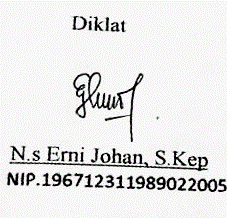 Diklat
N.s Erni Johan, S.Kep
NIP.196712311989022005